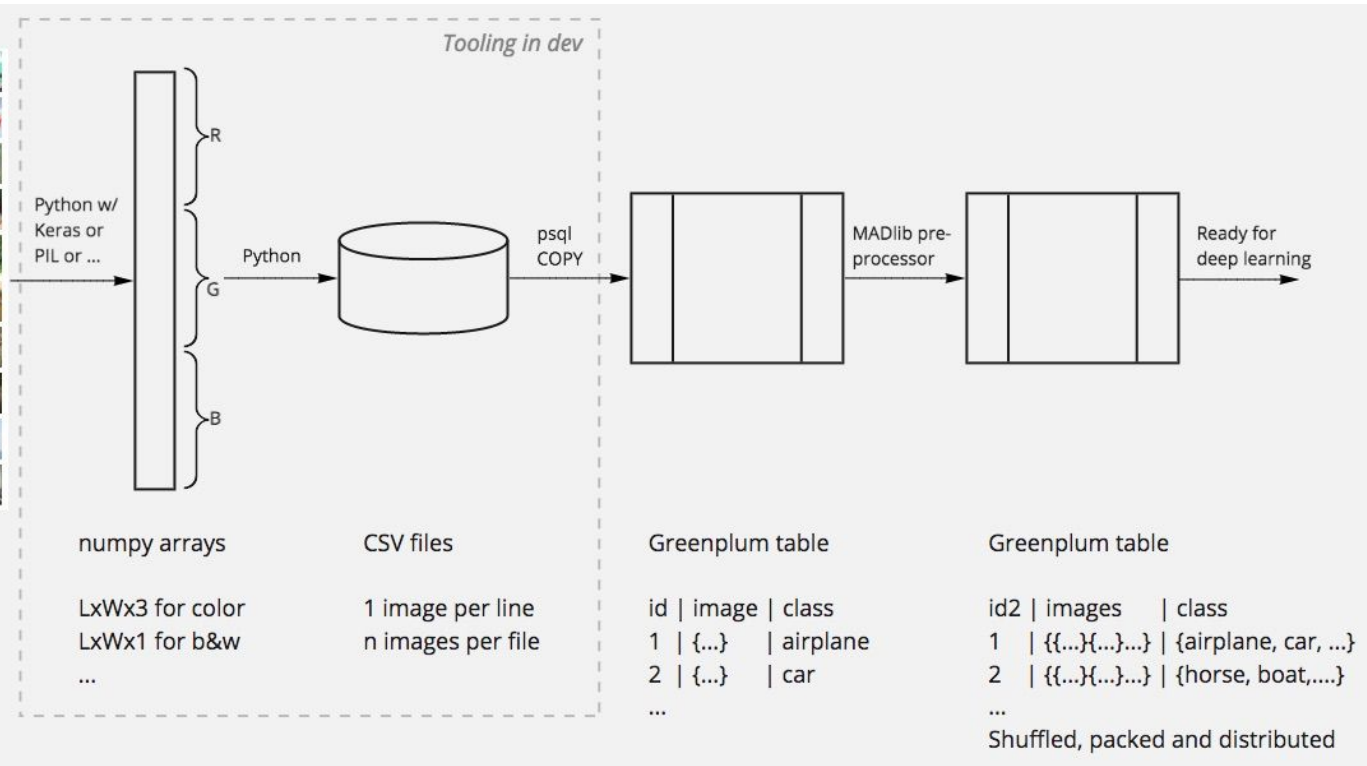 Tooling in dev
R
Python w/
Keras or
PIL or ...
G
Python
psql
COPY
MADlib pre-
processor
Ready for
deep learning
B
numpy arrays
LxWx3 for color
LxWx1 for b&w
...
CSV files
1 image per line
n images per file
Greenplum table
id | image | class
1 | {...} | airplane
2 | {...} | car
...
Greenplum table
id2 | images | class
1 | {{...}{...}...} | {airplane, car, ...}
2 | {{...}{...}...} | {horse, boat,....}
...
Shuffled, packed and distributed